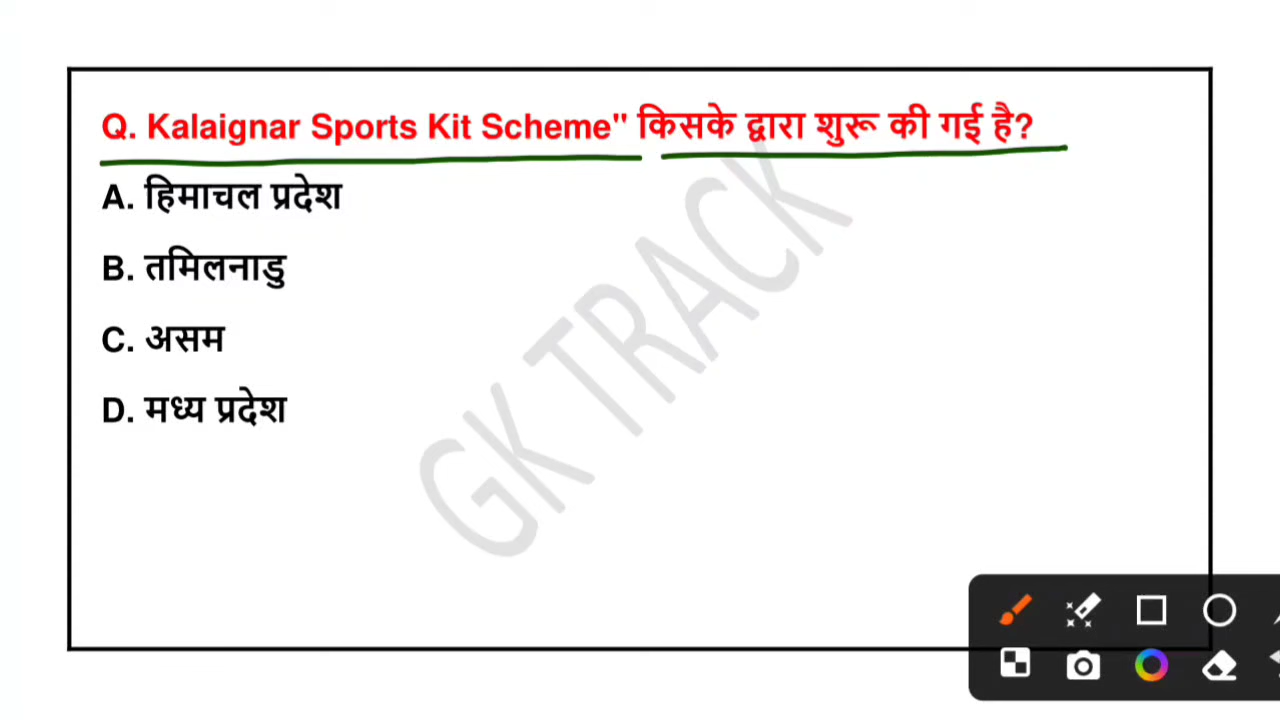 Q. Kalaignar Sports Kit Scheme" किसके द्वारा शुरू की गई है?
A. हिमाचल प्रदेश
B. तमिलनाडु
C. असम
D. मध्य प्रदेश
GK TRACK